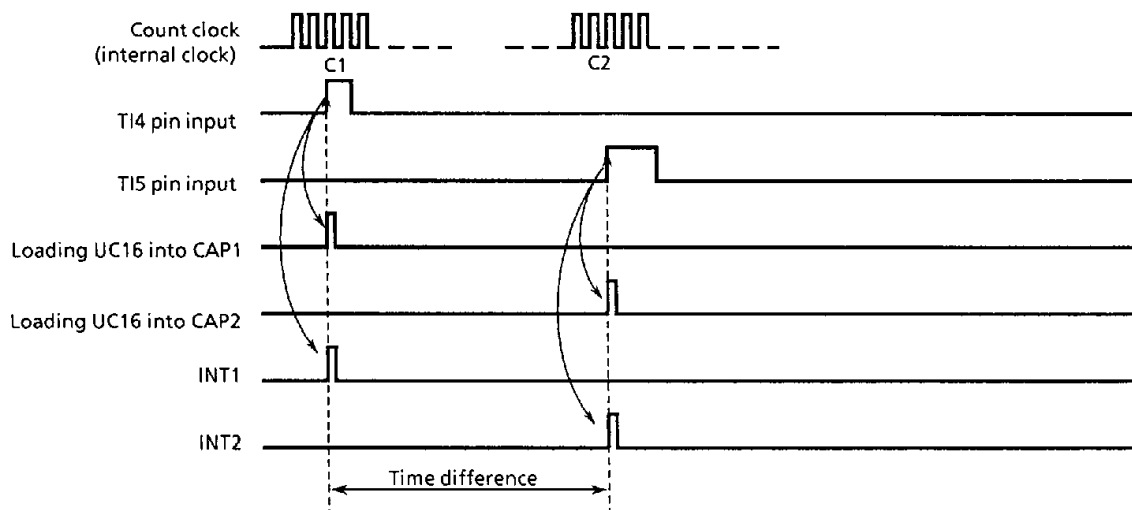 Count clock
(internal clock)
C1
C2
TI4 pin input
TI5 pin input
Loading UC16 into CAP1
Loading UC16 into CAP2
INT1
INT2
Time difference